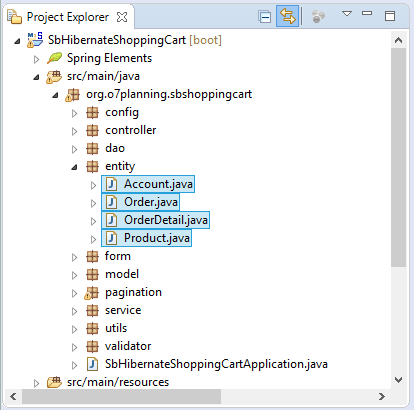 Project Explorer
SbHibernateShoppingCart [boot]
Spring Elements
src/main/java
org.o7planning.sbshoppingcart
config
controller
dao
entity
Account.java
Order.java
OrderDetail.java
Product.java
form
model
pagination
service
utils
validator
SbHibernateShoppingCartApplication.java
src/main/resources